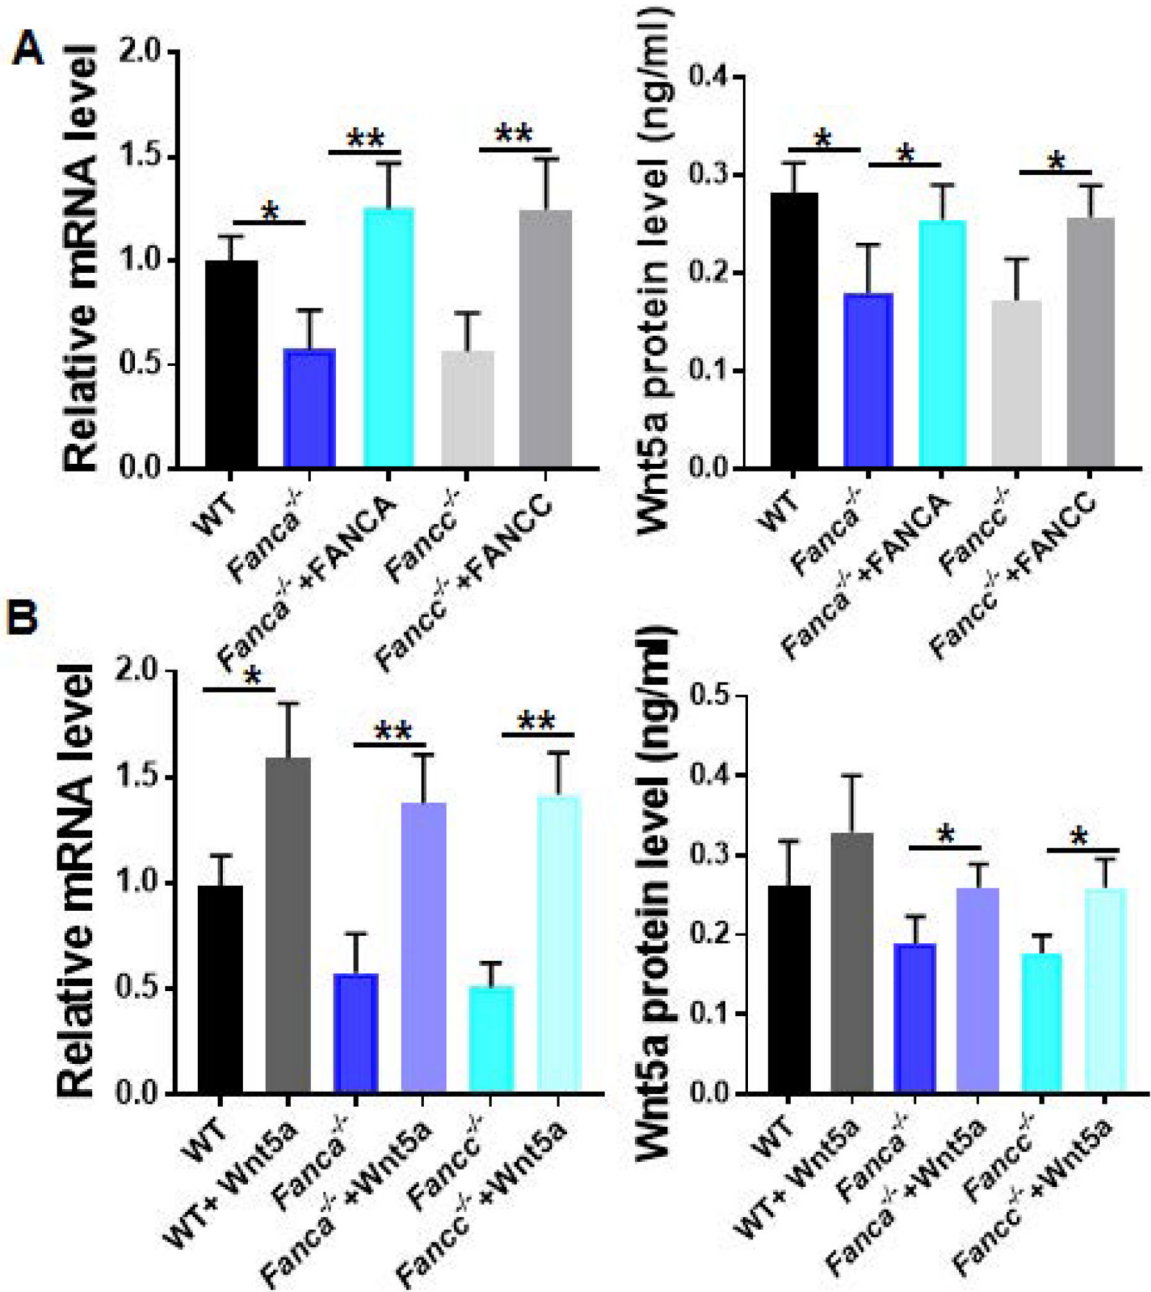 A
Relative mRNA level
2.0
1.5
1.0
0.5
0.0
*
**
**
WT
Fanca-/-
Fanca-/-+FANCA
Fancc-/-
Fancc-/-+FANCC
Wnt5a protein level (ng/ml)
0.4
0.3
0.2
0.1
0.0
*
*
*
WT
Fanca-/-
Fanca-/-+FANCA
Fancc-/-
Fancc-/-+FANCC
B
Relative mRNA level
2.0
1.5
1.0
0.5
0.0
*
**
**
WT
WT+ Wnt5a
Fanca-/-
Fanca-/-+Wnt5a
Fancc-/-
Fancc-/-+Wnt5a
Wnt5a protein level (ng/ml)
0.5
0.4
0.3
0.2
0.1
0.0
*
*
WT
WT+ Wnt5a
Fanca-/-
Fanca-/-+Wnt5a
Fancc-/-
Fancc-/-+Wnt5a